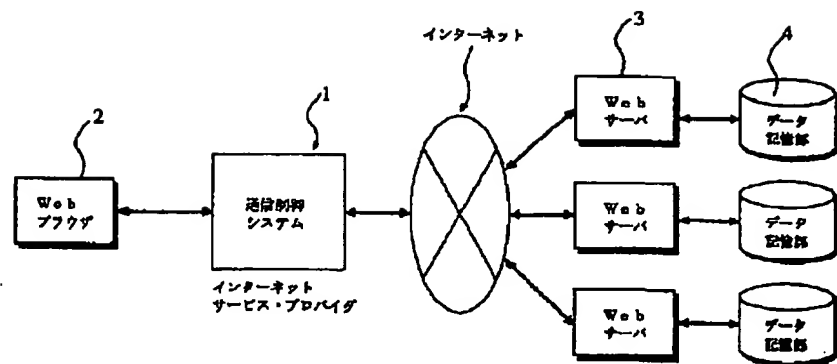 インターネット
3
4
1
2
Web
サーバ
データ
記憶部
Web
ブラウザ
通信制御
システム
Web
サーバ
データ
記憶部
インターネット
サービス・プロバイダ
Web
サーバ
データ
記憶部